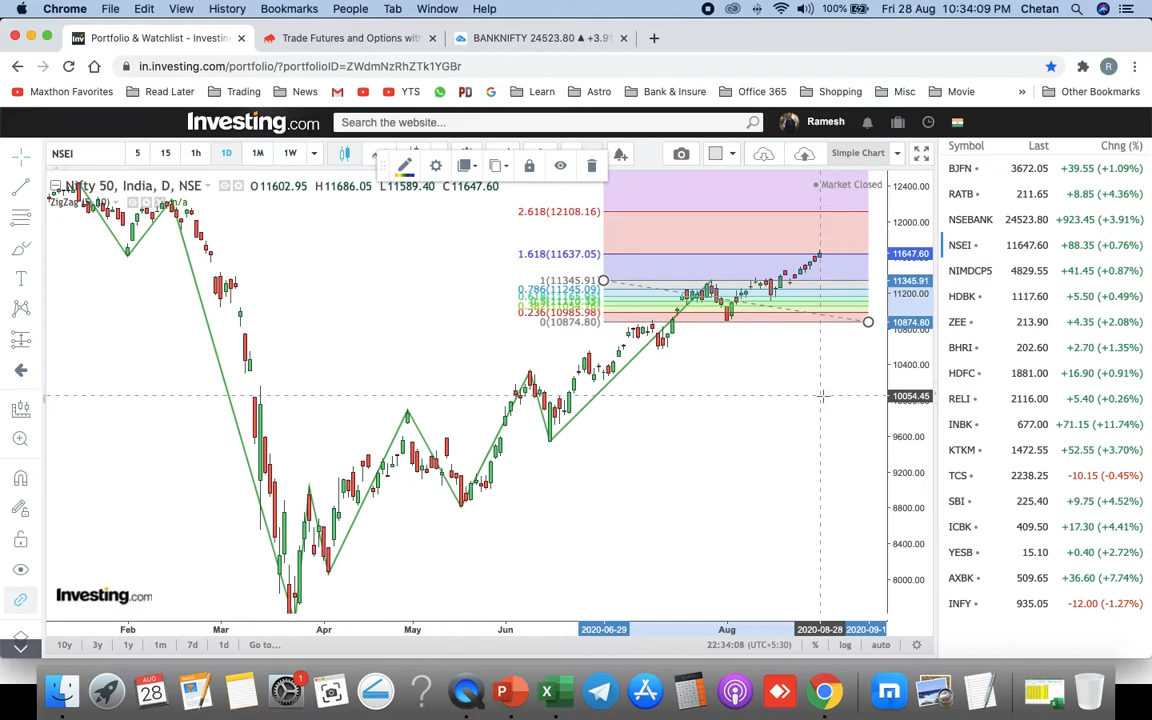 Chrome File Edit View History Bookmarks People Tab Window Help 100% Fri 28 Aug 10:34:09 PM Chetan
Portfolio & Watchlist - Investin × Trade Futures and Options with × BANKNIFTY 24523.80 ▲ +3.91 × +
in.investing.com/portfolio/?portfolioID=ZWdmNzRhZTk1YGBr R
Maxthon Favorites Read Later Trading News YTS Learn Astro Bank & Insure Office 365 Shopping Misc Movie » Other Bookmarks
Investing.com Search the website... Ramesh
NSEI 5 15 1h 1D 1M 1W Simple Chart
Nifty 50, India, D, NSE O11602.95 H11686.05 L11589.40 C11647.60
n/a
Market Closed
2.618(12108.16)
1.618(11637.05)
1(11345.91)
0.786(11245.09)
0.236(10985.98)
0(10874.80)
12400.00
12000.00
11647.60
11345.91
11200.00
10874.80
10400.00
10054.45
9600.00
9200.00
8800.00
8400.00
8000.00
Investing.com
Feb Mar Apr May Jun 2020-06-29 Aug 2020-08-28 2020-09-1
10y 3y 1y 1m 7d 1d Go to... 22:34:08 (UTC+5:30) % log auto
Symbol Last Chng (%)
BJFN 3672.05 +39.55 (+1.09%)
RATB 211.65 +8.85 (+4.36%)
NSEBANK 24523.80 +923.45 (+3.91%)
NSEI 11647.60 +88.35 (+0.76%)
NIMDCP5 4829.55 +41.45 (+0.87%)
HDBK 1117.60 +5.50 (+0.49%)
ZEE 213.90 +4.35 (+2.08%)
BHRI 202.60 +2.70 (+1.35%)
HDFC 1881.00 +16.90 (+0.91%)
RELI 2116.00 +5.40 (+0.26%)
INBK 677.00 +71.15 (+11.74%)
KTKM 1472.55 +52.55 (+3.70%)
TCS 2238.25 -10.15 (-0.45%)
SBI 225.40 +9.75 (+4.52%)
ICBK 409.50 +17.30 (+4.41%)
YESB 15.10 +0.40 (+2.72%)
AXBK 509.65 +36.60 (+7.74%)
INFY 935.05 -12.00 (-1.27%)
AUG
28
1